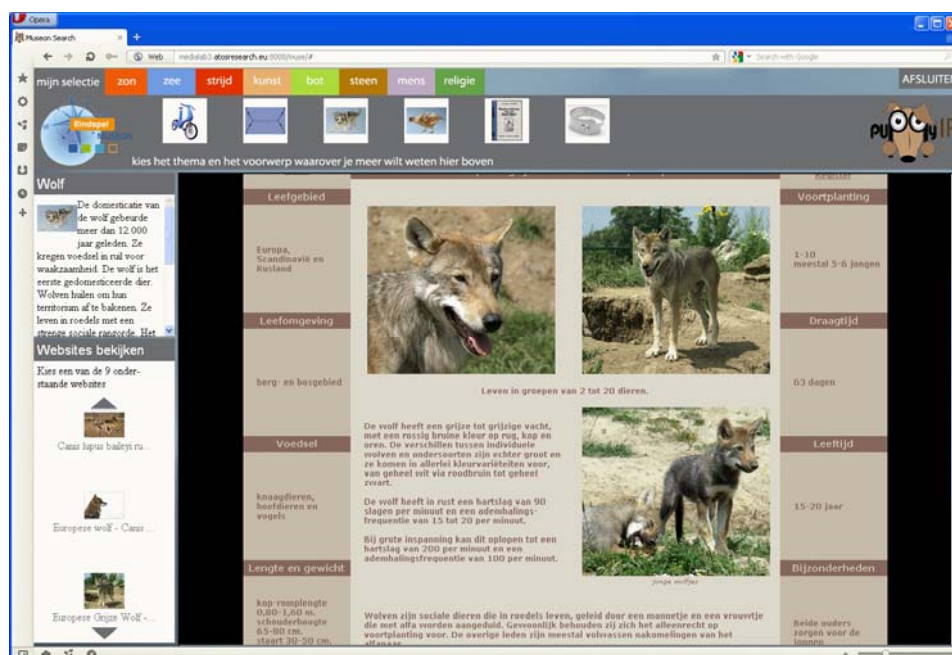 Opera
Museon Search
Web
medialab3.atosresearch.eu:8080/muse/#
Search with Google
mijn selectie
zon
zee
strijd
kunst
bot
steen
mens
religie
AFSLUITEN
Eindspel
MUSEON
kies het thema en het voorwerp waarover je meer wilt weten hier boven
Wolf
De domesticatie van
de wolf gebeurde
meer dan 12.000
jaar geleden. Ze
kregen voedsel in ruil voor
waakzaamheid. De wolf is het
eerste gedomesticeerde dier.
Wolven huilen om hun
territorium af te bakenen. Ze
leven in roedels met een
strenge sociale rangorde. Het
Websites bekijken
Kies een van de 9 onder-
staande websites
Canis lupus baileyi ru...
Europese wolf - Canis ...
Europese Grijze Wolf -...
Leefgebied
Europa,
Scandinavië en
Rusland
Leefomgeving
berg- en bosgebied
Voedsel
knaagdieren,
hoefdieren en
vogels
Lengte en gewicht
kop-romplengte
0,80-1,60 m.
schouderhoogte
65-80 cm.
staart 30-50 cm.
Leven in groepen van 2 tot 20 dieren.
De wolf heeft een grijze tot grijzige vacht,
met een rossig bruine kleur op rug, kop en
oren. De verschillen tussen individuele
wolven en ondersoorten zijn echter groot en
ze komen in allerlei kleurvariëteiten voor,
van geheel wit via roodbruin tot geheel
zwart.
De wolf heeft in rust een hartslag van 90
slagen per minuut en een ademhalings-
frequentie van 15 tot 20 per minuut.
Bij grote inspanning kan dit oplopen tot een
hartslag van 200 per minuut en een
ademhalingsfrequentie van 100 per minuut.
jonge wolfjes
Wolven zijn sociale dieren die in roedels leven, geleid door een mannetje en een vrouwtje
die met alfa worden aangeduid. Gewoonlijk behouden zij zich het alleenrecht op
voortplanting voor. De overige leden zijn meestal volwassen nakomelingen van het
alfapaar.
Voortplanting
1-10
meestal 5-6 jongen
Draagtijd
63 dagen
Leeftijd
15-20 jaar
Bijzonderheden
Beide ouders
zorgen voor de
jongen